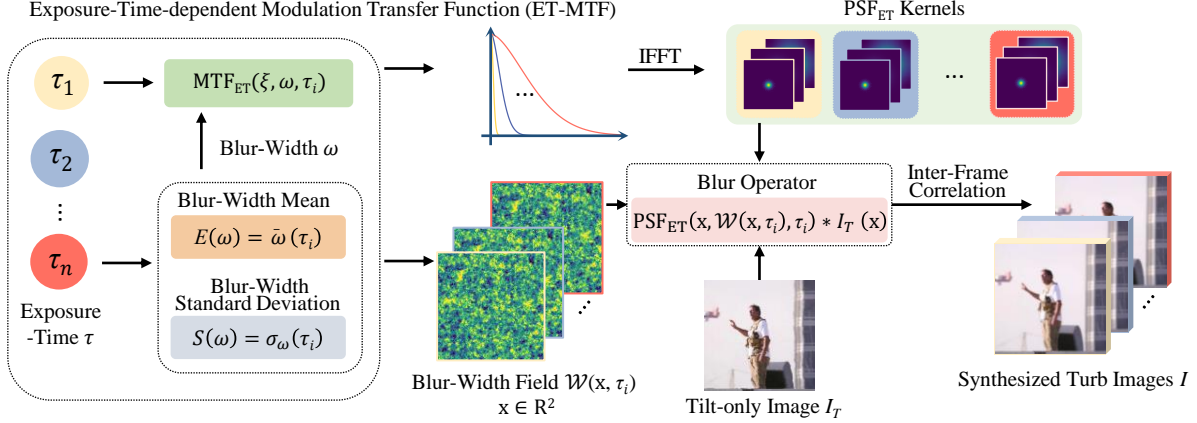 Exposure-Time-dependent Modulation Transfer Function (ET-MTF)
τ₁
τ₂
⋮
τₙ
Exposure
-Time τ
MTF_ET(ξ, ω, τᵢ)
Blur-Width ω
Blur-Width Mean
E(ω) = ω̄(τᵢ)
Blur-Width
Standard Deviation
S(ω) = σ_ω(τᵢ)
...
IFFT
PSF_ET Kernels
...
Blur-Width Field 𝒲(x, τᵢ)
x ∈ R²
Blur Operator
PSF_ET(x, 𝒲(x, τᵢ), τᵢ) * I_T (x)
Tilt-only Image I_T
Inter-Frame
Correlation
Synthesized Turb Images I